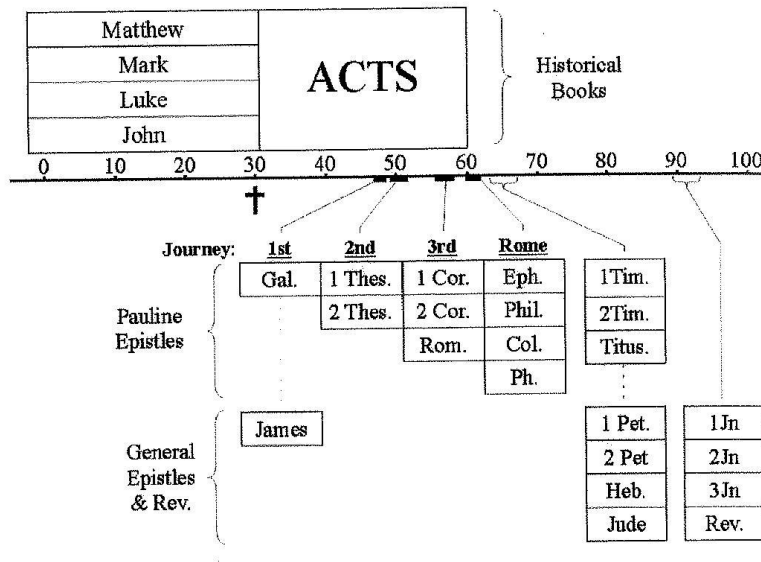 Matthew
Mark
Luke
John
ACTS
Historical
Books
0 10 20 30 40 50 60 70 80 90 100
Journey: 1st 2nd 3rd Rome
Pauline
Epistles
Gal. 1 Thes. 1 Cor. Eph. 1Tim.
2 Thes. 2 Cor. Phil. 2Tim.
Rom. Col. Titus.
Ph.
General
Epistles
& Rev.
James 1 Pet. 1Jn
2 Pet 2Jn
Heb. 3Jn
Jude Rev.